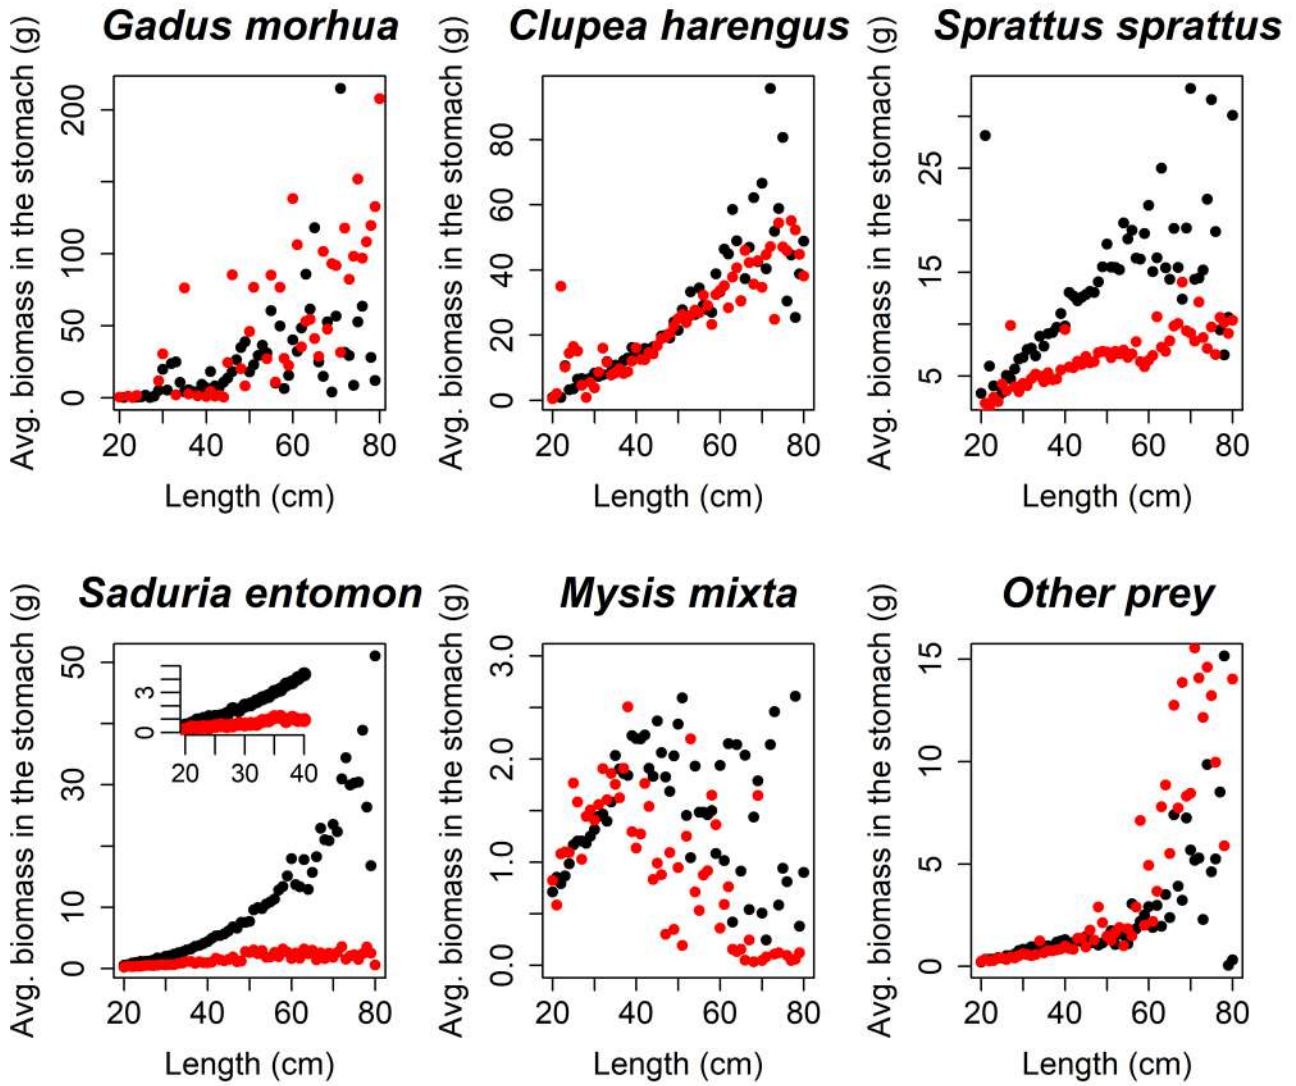 Gadus morhua
Avg. biomass in the stomach (g)
200
100
50
0
20 40 60 80
Length (cm)
Clupea harengus
Avg. biomass in the stomach (g)
80
60
40
20
0
20 40 60 80
Length (cm)
Sprattus sprattus
Avg. biomass in the stomach (g)
25
15
5
20 40 60 80
Length (cm)
Saduria entomon
Avg. biomass in the stomach (g)
50
30
10
0
3
0
20 30 40
20 40 60 80
Length (cm)
Mysis mixta
Avg. biomass in the stomach (g)
3.0
2.0
1.0
0.0
20 40 60 80
Length (cm)
Other prey
Avg. biomass in the stomach (g)
15
10
5
0
20 40 60 80
Length (cm)